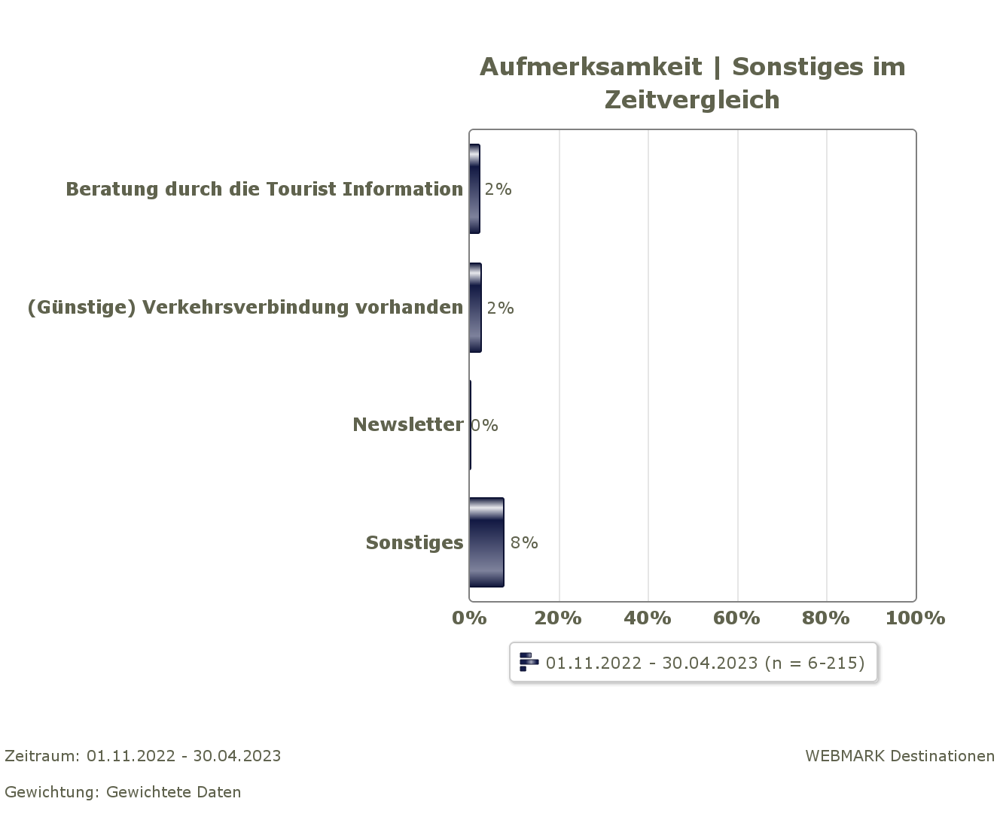 Aufmerksamkeit | Sonstiges im
Zeitvergleich
Beratung durch die Tourist Information
2%
(Günstige) Verkehrsverbindung vorhanden
2%
Newsletter
0%
Sonstiges
8%
0% 20% 40% 60% 80% 100%
01.11.2022 - 30.04.2023 (n = 6-215)
Zeitraum: 01.11.2022 - 30.04.2023
WEBMARK Destinationen
Gewichtung: Gewichtete Daten